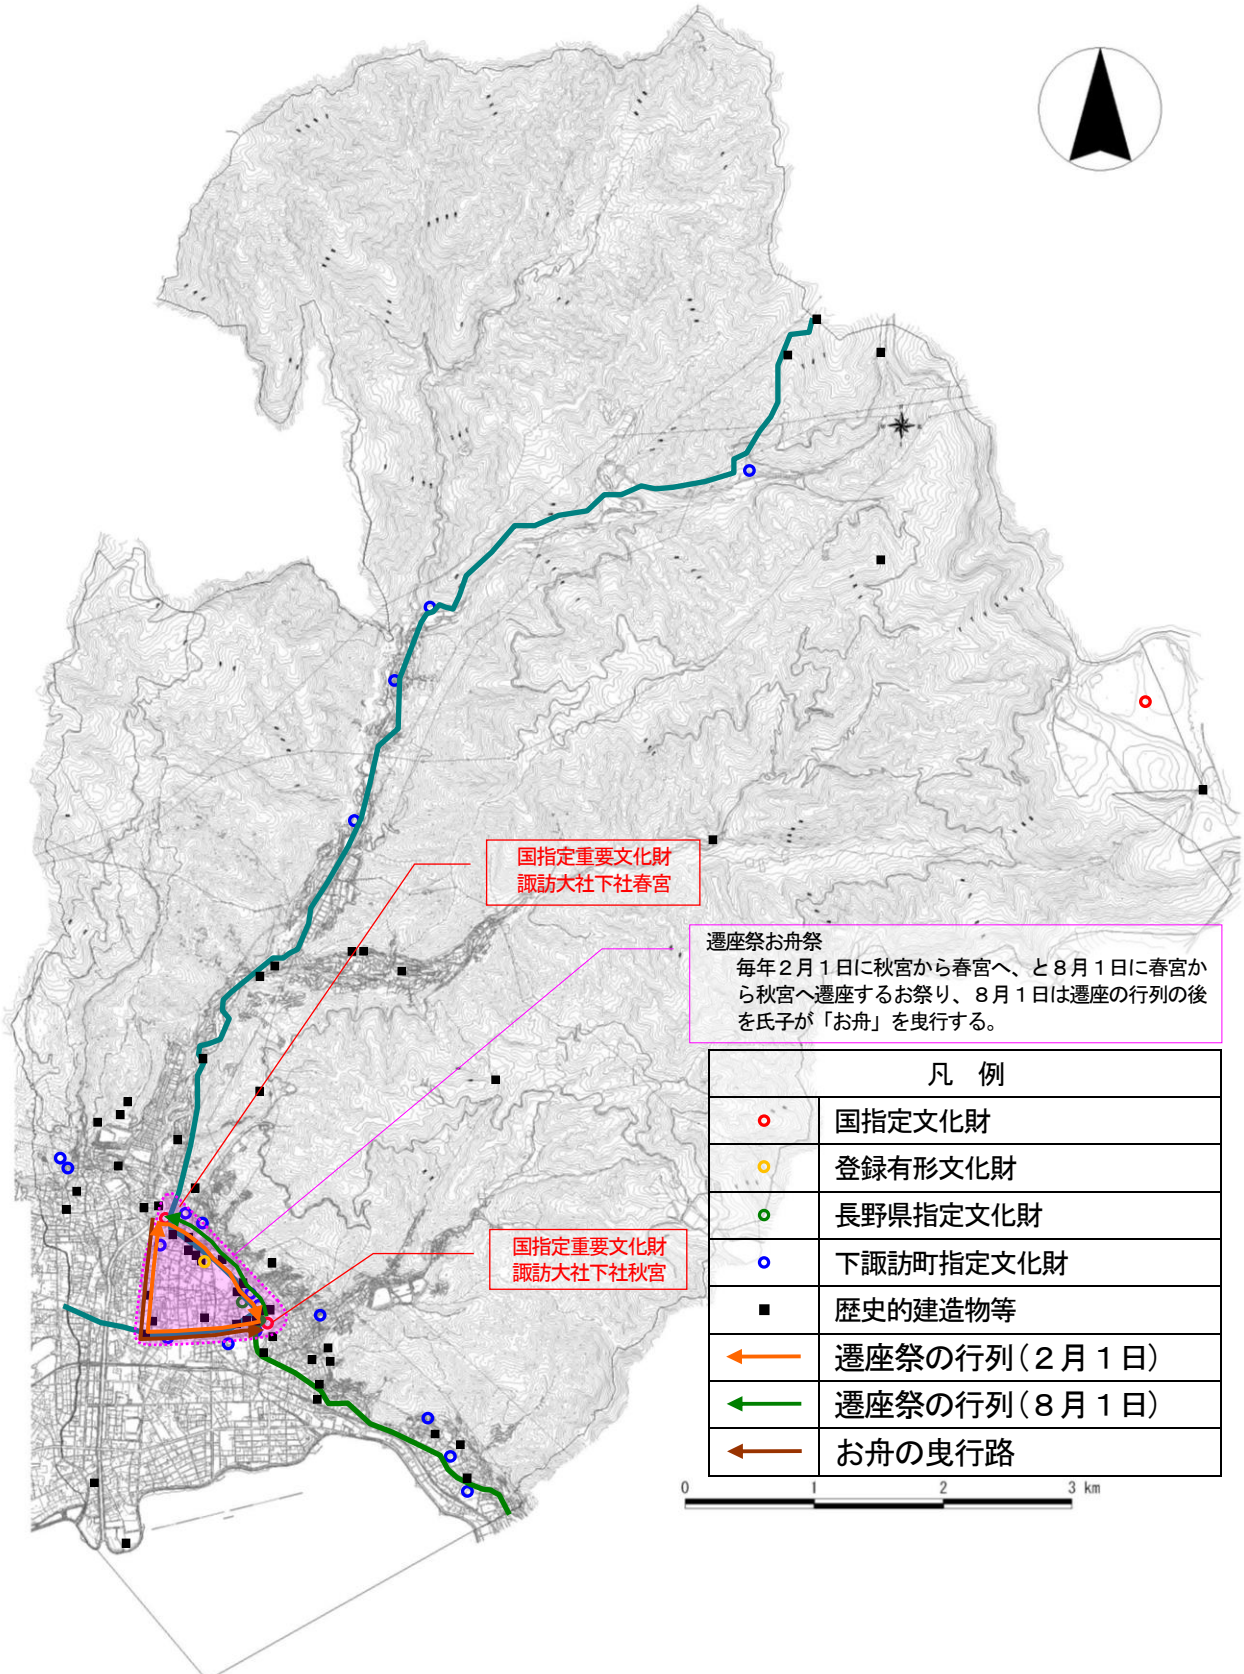 国指定重要文化財
諏訪大社下社春宮
遷座祭お舟祭
毎年２月１日に秋宮から春宮へ、と８月１日に春宮か
ら秋宮へ遷座するお祭り、８月１日は遷座の行列の後
を氏子が「お舟」を曳行する。
国指定重要文化財
諏訪大社下社秋宮
凡　例
国指定文化財
登録有形文化財
長野県指定文化財
下諏訪町指定文化財
歴史的建造物等
遷座祭の行列(２月１日)
遷座祭の行列(８月１日)
お舟の曳行路
0 1 2 3 km